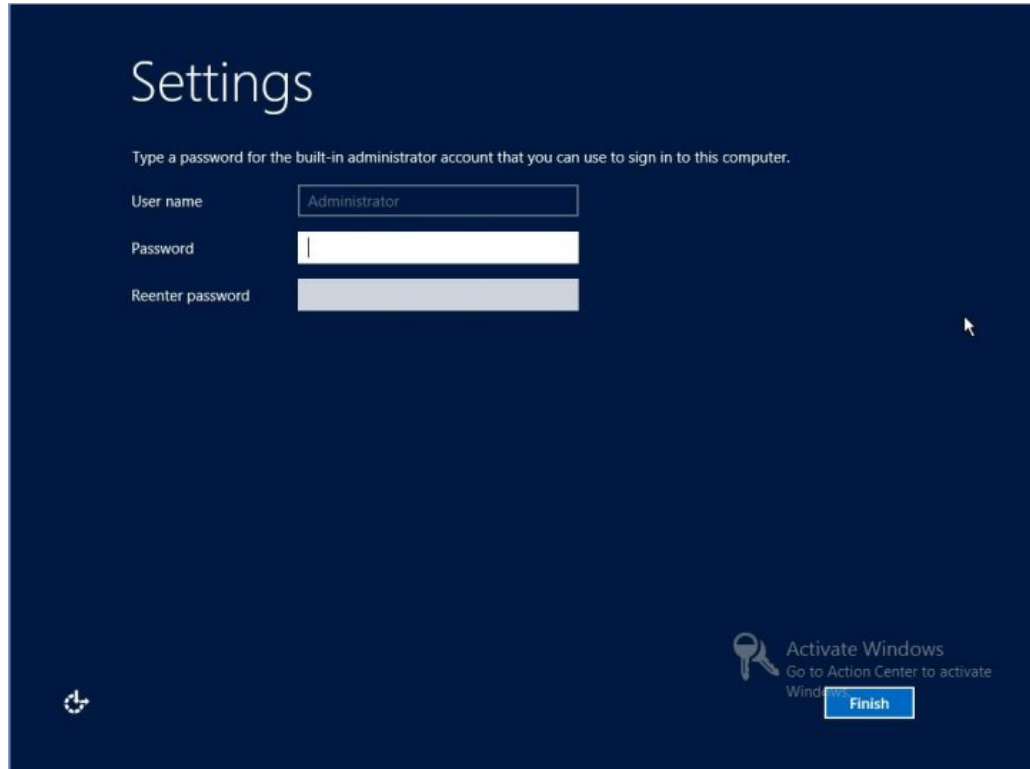 Settings
Type a password for the built-in administrator account that you can use to sign in to this computer.
User name
Administrator
Password
Reenter password
Activate Windows
Go to Action Center to activate
Windows.
Finish